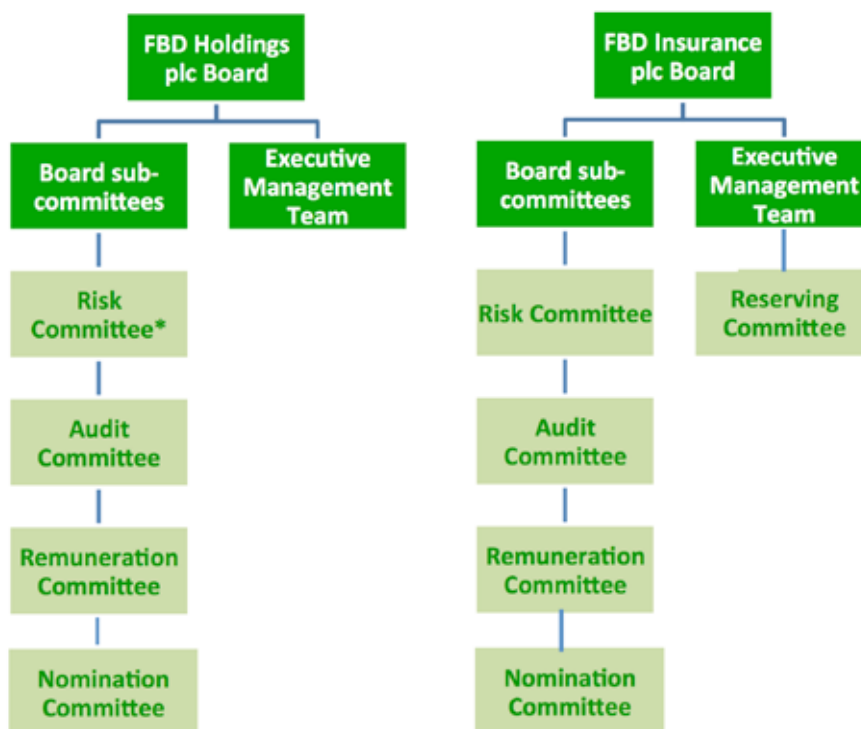 FBD Holdings
plc Board
Board sub-
committees
Executive
Management
Team
Risk
Committee*
Audit
Committee
Remuneration
Committee
Nomination
Committee
FBD Insurance
plc Board
Board sub-
committees
Executive
Management
Team
Risk Committee
Reserving
Committee
Audit
Committee
Remuneration
Committee
Nomination
Committee